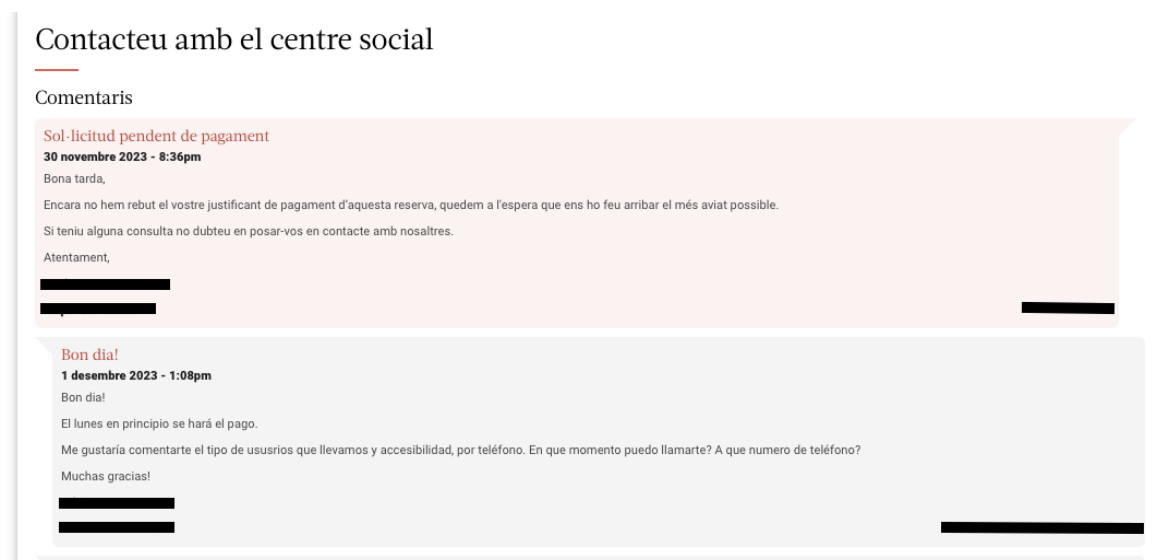 Contacteu amb el centre social
Comentaris
Sol·licitud pendent de pagament
30 novembre 2023 - 8:36pm
Bona tarda,
Encara no hem rebut el vostre justificant de pagament d'aquesta reserva, quedem a l'espera que ens ho feu arribar el més aviat possible.
Si teniu alguna consulta no dubteu en posar-vos en contacte amb nosaltres.
Atentament,
Bon dia!
1 desembre 2023 - 1:08pm
Bon dia!
El lunes en principio se hará el pago.
Me gustaría comentarte el tipo de ususrios que llevamos y accesibilidad, por teléfono. En que momento puedo llamarte? A que numero de teléfono?
Muchas gracias!